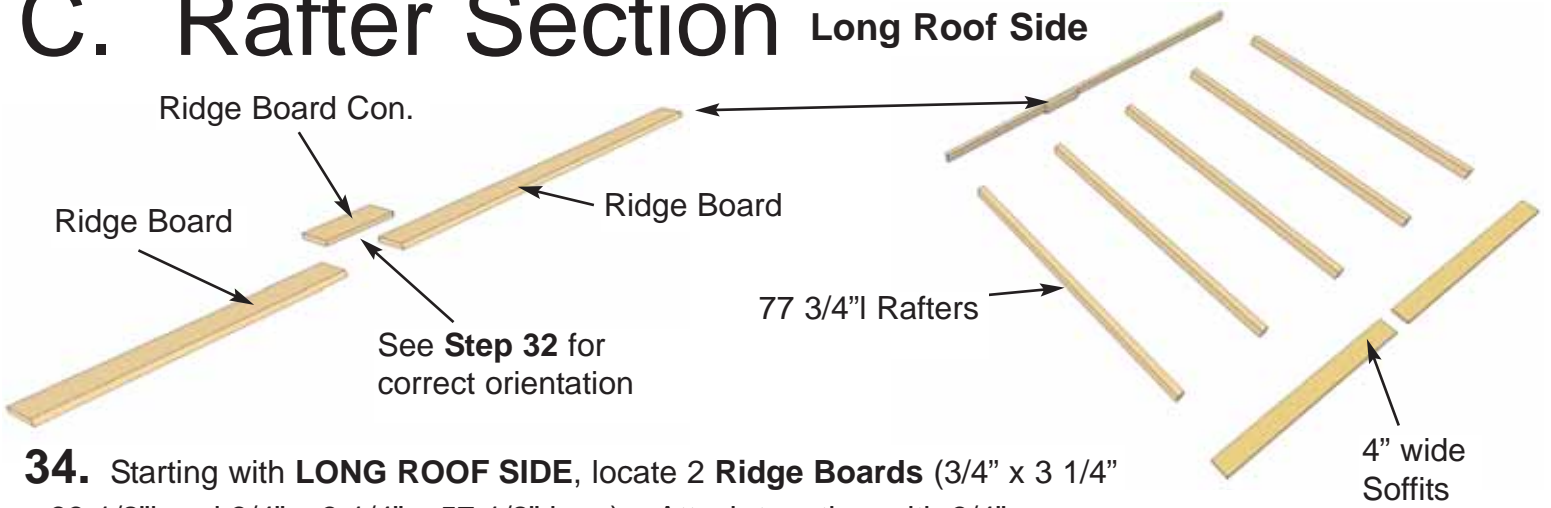 C. Rafter Section Long Roof Side
Ridge Board Con.
Ridge Board
Ridge Board
77 3/4”l Rafters
See Step 32 for
correct orientation
4” wide
Soffits
34. Starting with LONG ROOF SIDE, locate 2 Ridge Boards (3/4” x 3 1/4”